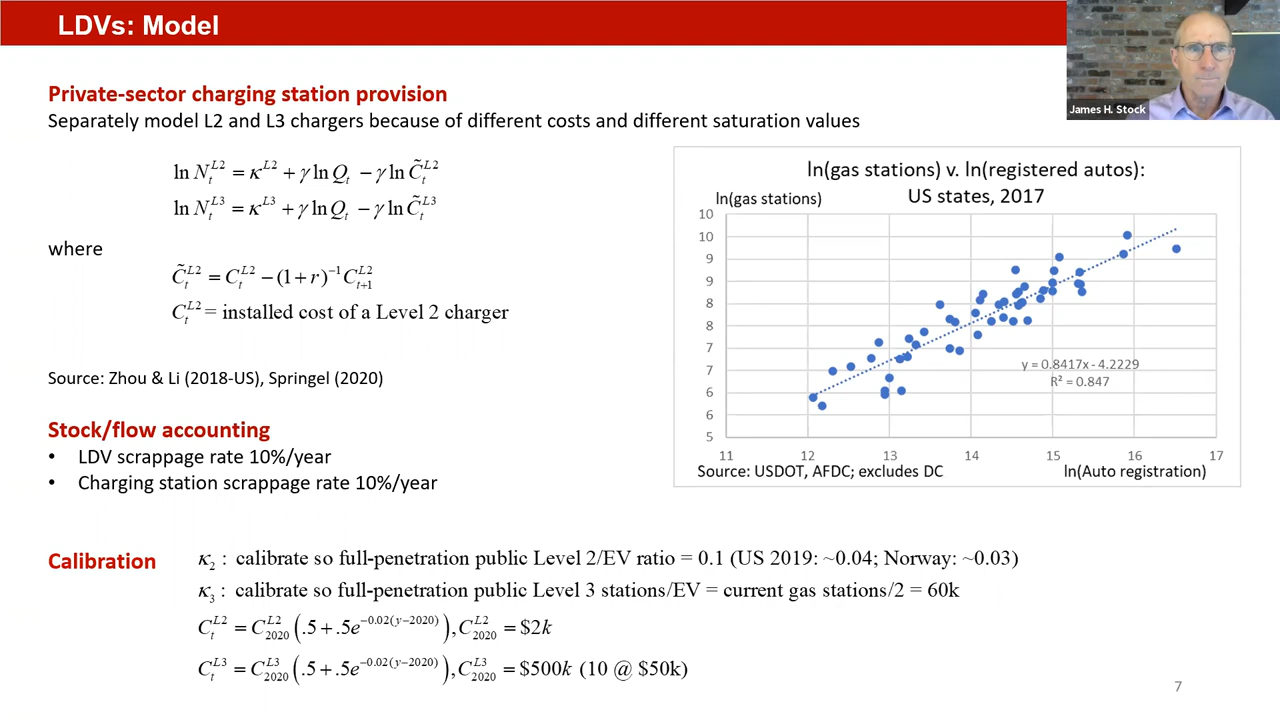 LDVs: Model
James H. Stock
Private-sector charging station provision
Separately model L2 and L3 chargers because of different costs and different saturation values
ln N_t^{L2} = κ^{L2} + γ ln Q_t − γ ln C̃_t^{L2}
ln N_t^{L3} = κ^{L3} + γ ln Q_t − γ ln C̃_t^{L3}
where
C̃_t^{L2} = C_t^{L2} − (1+r)^{−1} C_{t+1}^{L2}
C_t^{L2} = installed cost of a Level 2 charger
Source: Zhou & Li (2018-US), Springel (2020)
Stock/flow accounting
• LDV scrappage rate 10%/year
• Charging station scrappage rate 10%/year
ln(gas stations) v. ln(registered autos):
US states, 2017
ln(gas stations)
10
10
9
9
8
8
7
7
6
6
5
y = 0.8417x - 4.2229
R² = 0.847
11 12 13 14 15 16 17
Source: USDOT, AFDC; excludes DC ln(Auto registration)
Calibration
κ_2 : calibrate so full-penetration public Level 2/EV ratio = 0.1 (US 2019: ~0.04; Norway: ~0.03)
κ_3 : calibrate so full-penetration public Level 3 stations/EV = current gas stations/2 = 60k
C_t^{L2} = C_{2020}^{L2} (.5 + .5e^{−0.02(y−2020)}), C_{2020}^{L2} = $2k
C_t^{L3} = C_{2020}^{L3} (.5 + .5e^{−0.02(y−2020)}), C_{2020}^{L3} = $500k (10 @ $50k)
7